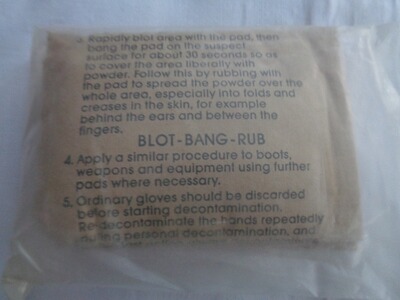 3. Rapidly blot area with the pad, then
bang the pad on the suspect
surface for about 30 seconds so as
to cover the area liberally with
powder. Follow this by rubbing with
the pad to spread the powder over the
whole area, especially into folds and
creases in the skin, for example
behind the ears and between the
fingers.
BLOT-BANG-RUB
4. Apply a similar procedure to boots,
weapons and equipment using further
pads where necessary.
5. Ordinary gloves should be discarded
before starting decontamination.
Re-decontaminate the hands repeatedly
during personal decontamination, and